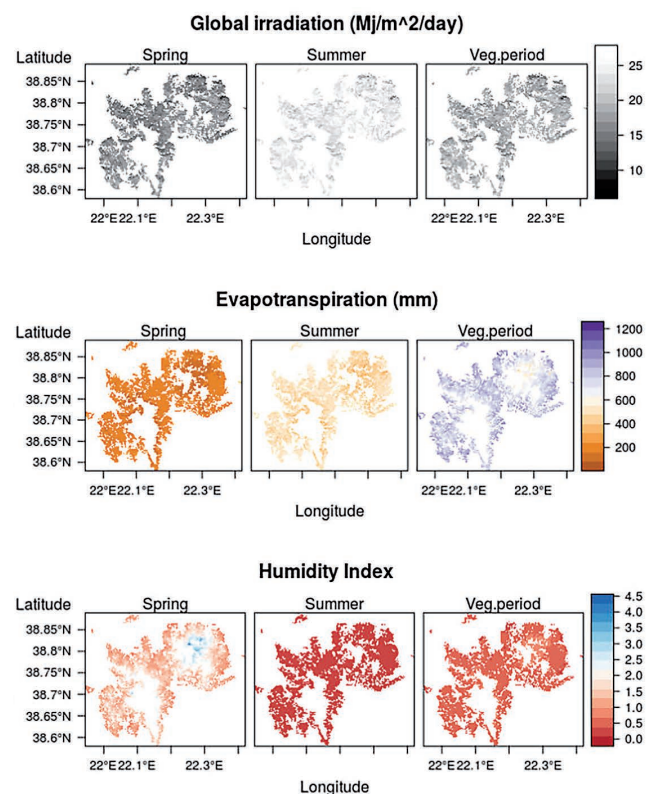 Global irradiation (Mj/m^2/day)
Latitude Spring Summer Veg.period
38.85°N
38.8°N
38.75°N
38.7°N
38.65°N
38.6°N
25
20
15
10
22°E 22.1°E 22.3°E 22°E 22.1°E 22.3°E
Longitude
Evapotranspiration (mm)
Latitude Spring Summer Veg.period
38.85°N
38.8°N
38.75°N
38.7°N
38.65°N
38.6°N
1200
1000
800
600
400
200
22°E 22.1°E 22.3°E 22°E 22.1°E 22.3°E
Longitude
Humidity Index
Latitude Spring Summer Veg.period
38.85°N
38.8°N
38.75°N
38.7°N
38.65°N
38.6°N
4.5
4.0
3.5
3.0
2.5
2.0
1.5
1.0
0.5
0.0
22°E 22.1°E 22.3°E 22°E 22.1°E 22.3°E
Longitude